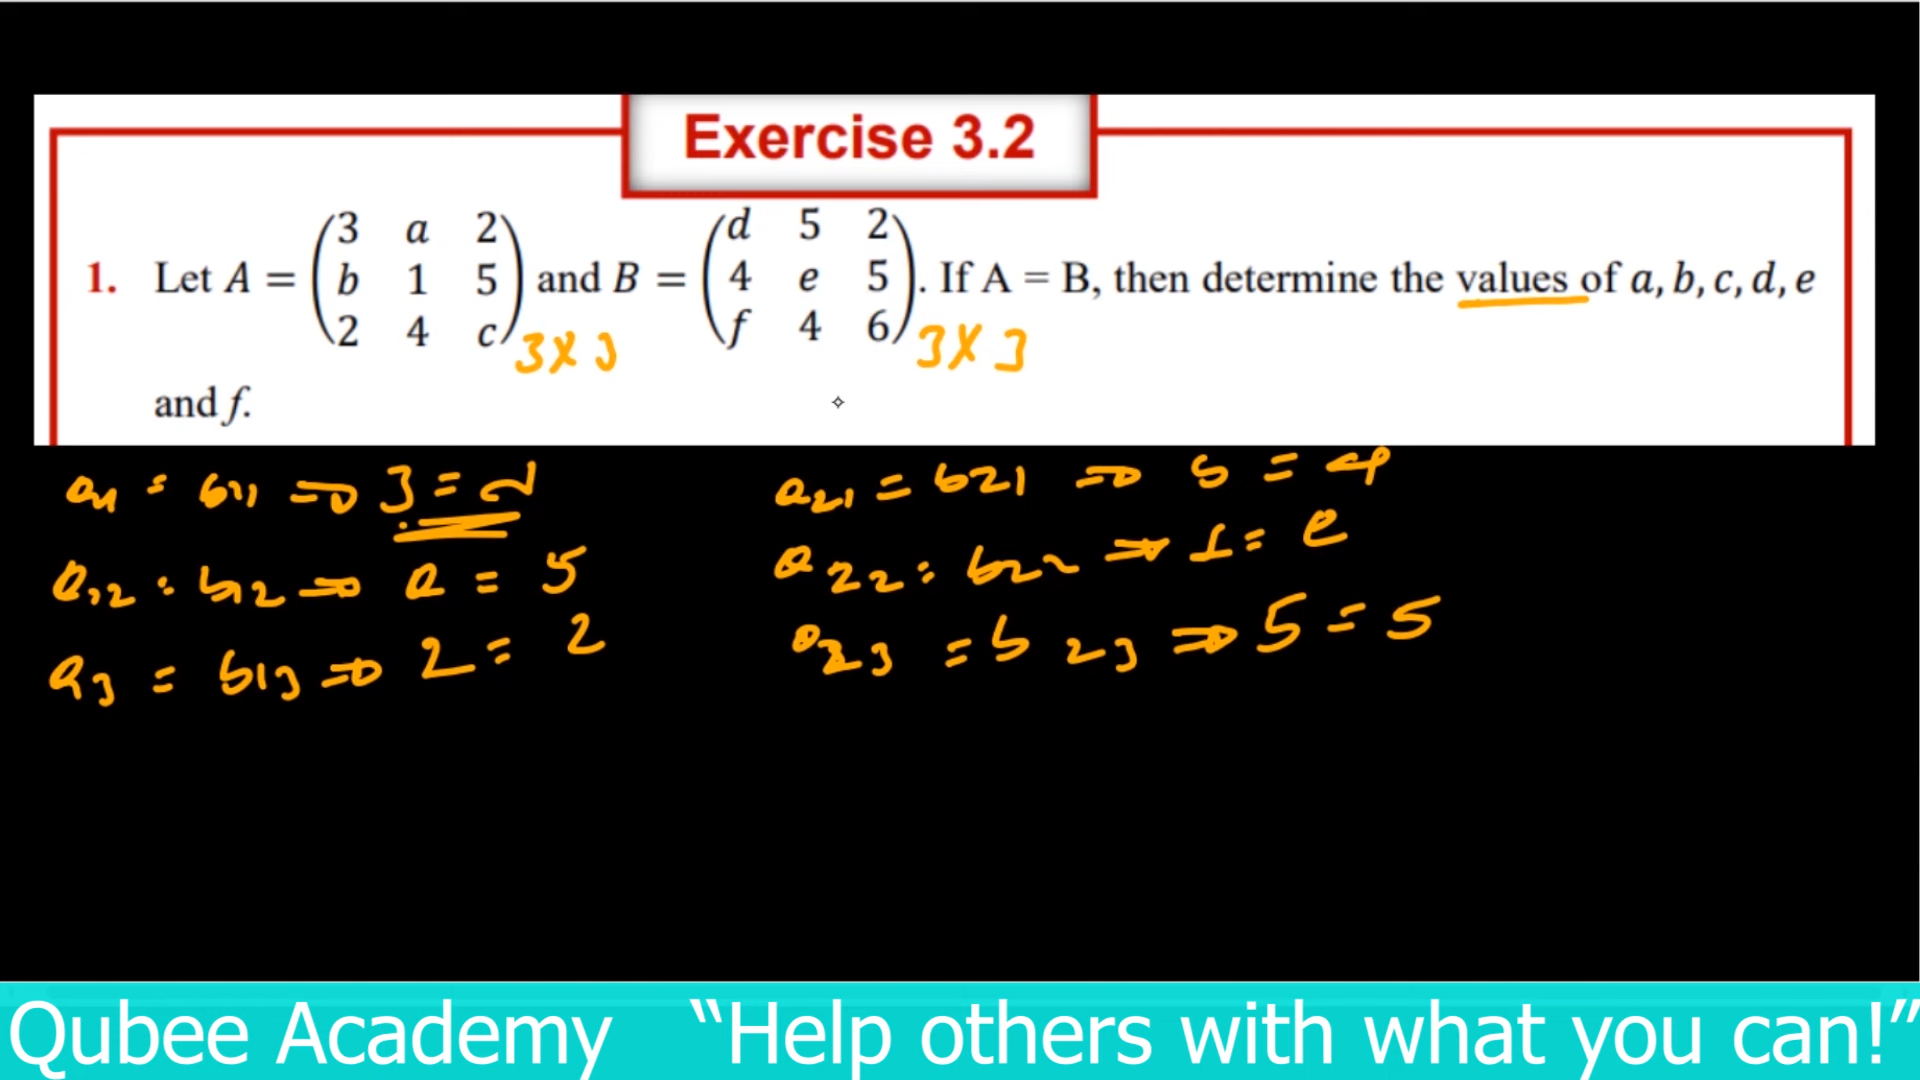 Exercise 3.2
1. Let A = (3 a 2 b 1 5 2 4 c) and B = (d 5 2 4 e 5 f 4 6). If A = B, then determine the values of a, b, c, d, e
3 X 3 3 X 3
and f.
a11 = b11 ⇒ 3 = d
a12 = b12 ⇒ a = 5
a13 = b13 ⇒ 2 = 2
a21 = b21 ⇒ b = 4
a22 = b22 ⇒ 1 = e
a23 = b23 ⇒ 5 = 5
Qubee Academy “Help others with what you can!”